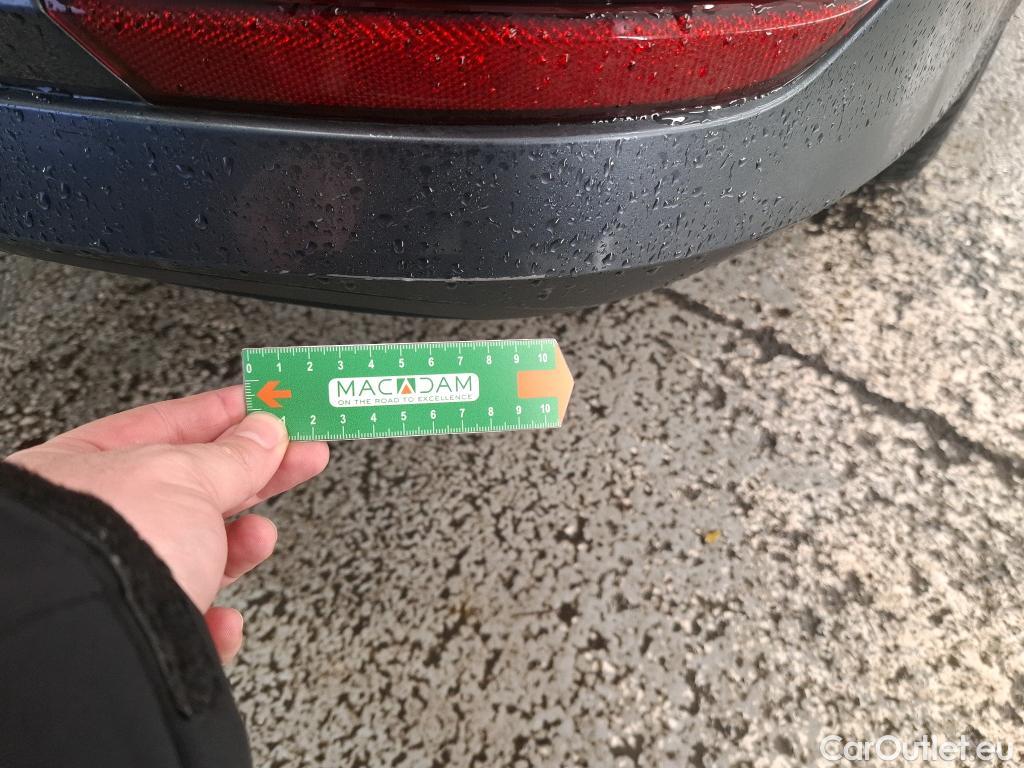 0 1 2 3 4 5 6 7 8 9 10
MACADAM
ON THE ROAD TO EXCELLENCE
1 2 3 4 5 6 7 8 9 10
CarOutlet.eu